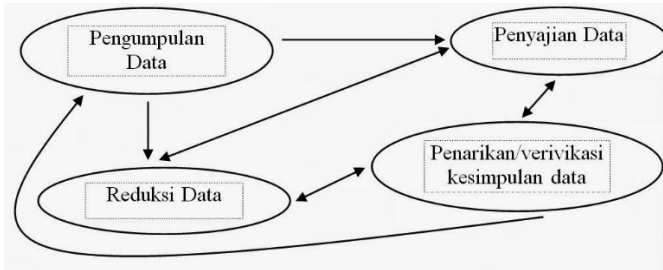 Pengumpulan
Data
Penyajian Data
Penarikan/verivikasi
kesimpulan data
Reduksi Data